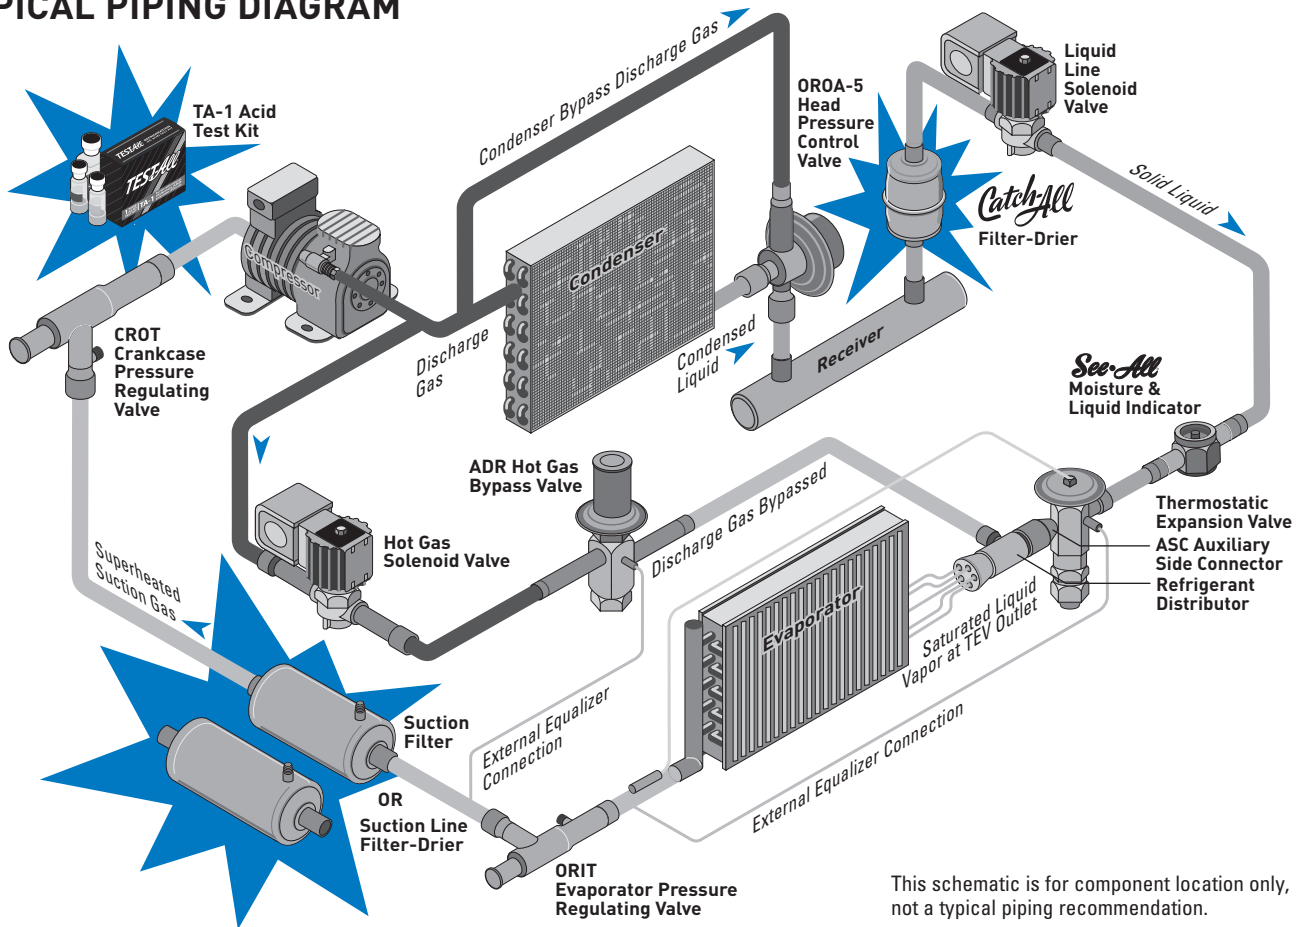 PICAL PIPING DIAGRAM
TA-1 Acid
Test Kit
TEST-All
TEST-All
TA-1
Compressor
Condenser Bypass Discharge Gas
OROA-5
Head
Pressure
Control
Valve
Liquid
Line
Solenoid
Valve
Catch-All
Filter-Drier
Solid Liquid
Condenser
CROT
Crankcase
Pressure
Regulating
Valve
Discharge
Gas
Condensed
Liquid
Receiver
See•All
Moisture &
Liquid Indicator
ADR Hot Gas
Bypass Valve
Discharge Gas Bypassed
Hot Gas
Solenoid Valve
Thermostatic
Expansion Valve
ASC Auxiliary
Side Connector
Refrigerant
Distributor
Superheated
Suction Gas
Evaporator
Saturated Liquid
Vapor at TEV Outlet
Suction
Filter
OR
Suction Line
Filter-Drier
External Equalizer
Connection
External Equalizer Connection
ORIT
Evaporator Pressure
Regulating Valve
This schematic is for component location only,
not a typical piping recommendation.